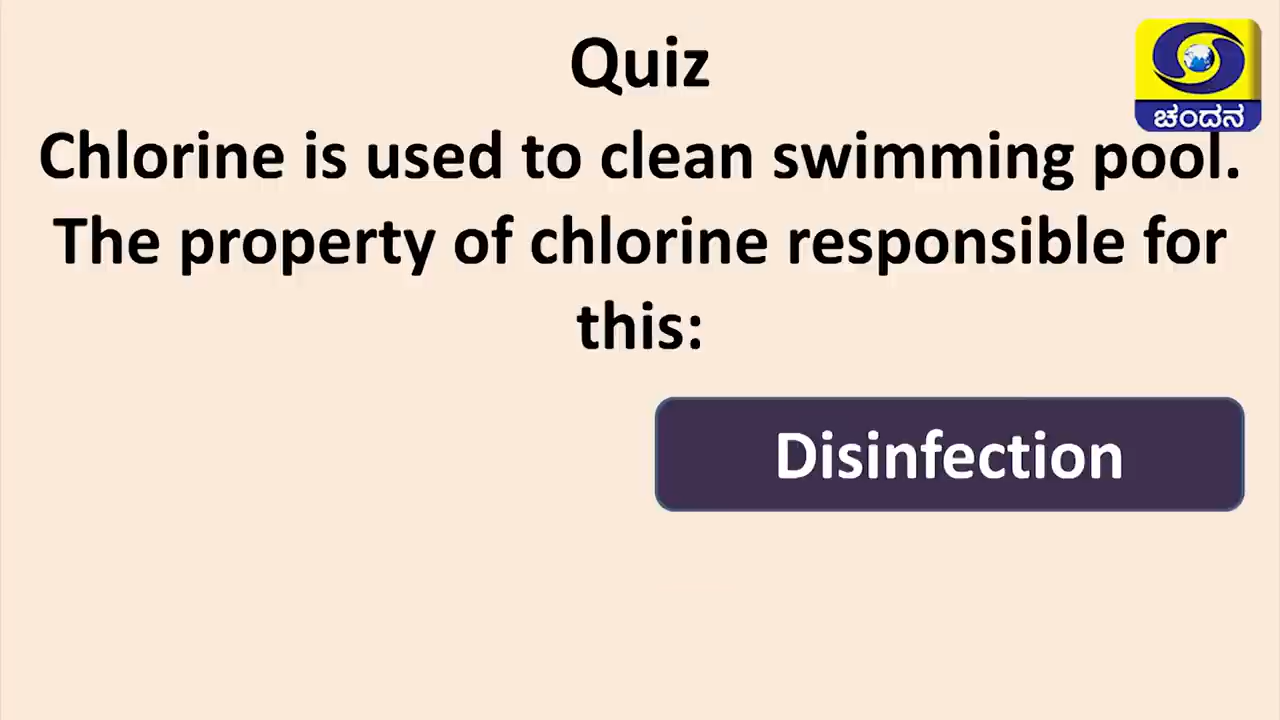 Quiz
ಚಂದನ
Chlorine is used to clean swimming pool.
The property of chlorine responsible for
this:
Disinfection